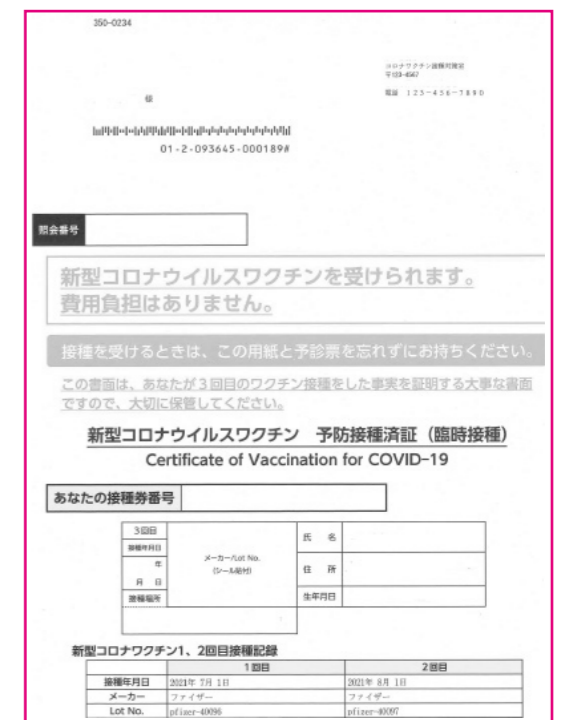 350-0234
コロナワクチン接種対策室
〒123-4567
電話 123-456-7890
様
01-2-093645-000189#
照会番号
新型コロナウイルスワクチンを受けられます。
費用負担はありません。
接種を受けるときは、この用紙と予診票を忘れずにお持ちください。
この書面は、あなたが3回目のワクチン接種をした事実を証明する大事な書面
ですので、大切に保管してください。
新型コロナウイルスワクチン 予防接種済証（臨時接種）
Certificate of Vaccination for COVID-19
あなたの接種券番号
3回目
接種年月日
年
月 日
接種場所
メーカー/Lot No.
(シール貼付)
氏 名
住 所
生年月日
新型コロナワクチン1、2回目接種記録
1回目 2回目
接種年月日 2021年 7月 1日 2021年 8月 1日
メーカー ファイザー ファイザー
Lot No. pfizer-40096 pfizer-40097